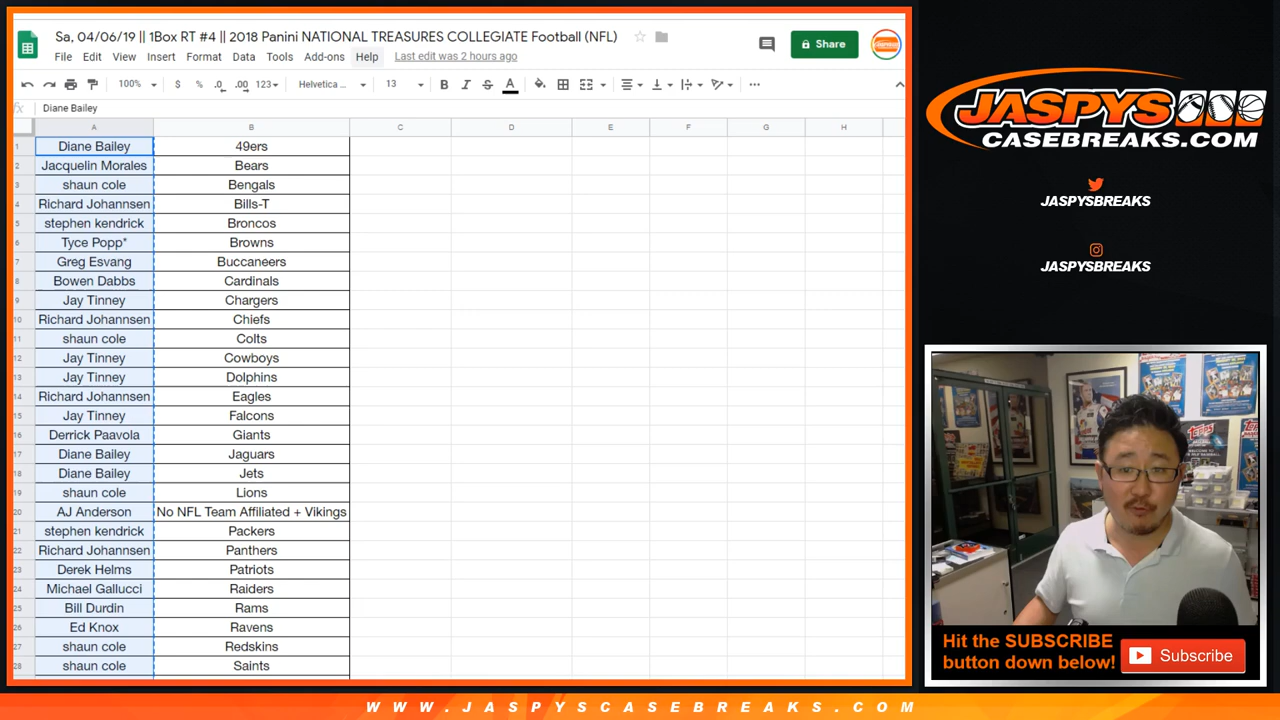 Sa, 04/06/19 || 1Box RT #4 || 2018 Panini NATIONAL TREASURES COLLEGIATE Football (NFL)
File Edit View Insert Format Data Tools Add-ons Help Last edit was 2 hours ago
Share
100% $ % .0 .00 123 Helvetica ... 13 B I S A
fx Diane Bailey
A B C D E F G H
1 Diane Bailey 49ers
2 Jacquelin Morales Bears
3 shaun cole Bengals
4 Richard Johannsen Bills-T
5 stephen kendrick Broncos
6 Tyce Popp* Browns
7 Greg Esvang Buccaneers
8 Bowen Dabbs Cardinals
9 Jay Tinney Chargers
10 Richard Johannsen Chiefs
11 shaun cole Colts
12 Jay Tinney Cowboys
13 Jay Tinney Dolphins
14 Richard Johannsen Eagles
15 Jay Tinney Falcons
16 Derrick Paavola Giants
17 Diane Bailey Jaguars
18 Diane Bailey Jets
19 shaun cole Lions
20 AJ Anderson No NFL Team Affiliated + Vikings
21 stephen kendrick Packers
22 Richard Johannsen Panthers
23 Derek Helms Patriots
24 Michael Gallucci Raiders
25 Bill Durdin Rams
26 Ed Knox Ravens
27 shaun cole Redskins
28 shaun cole Saints
JASPYS
CASEBREAKS.COM
JASPYSBREAKS
JASPYSBREAKS
TOPPS
Hit the SUBSCRIBE
button down below!
Subscribe
WWW.JASPYSCASEBREAKS.COM